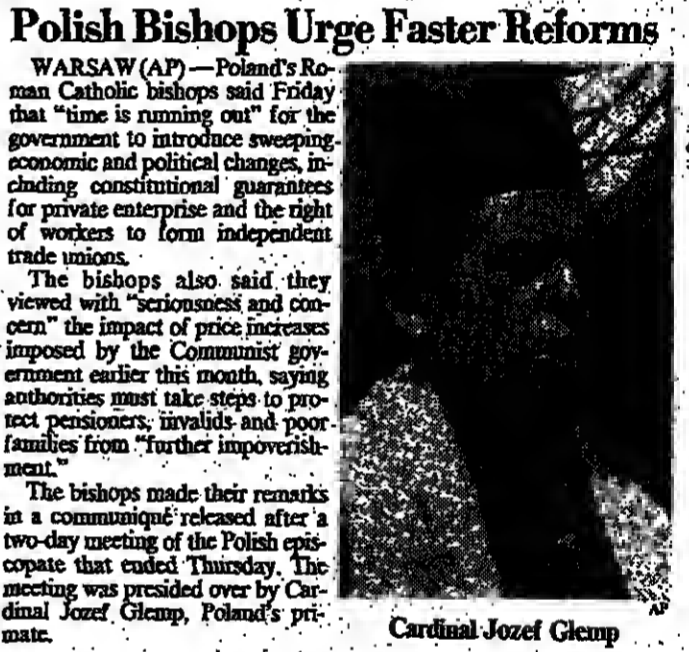 Polish Bishops Urge Faster Reforms
WARSAW (AP) — Poland's Ro-
man Catholic bishops said Friday
that "time is running out" for the
government to introduce sweeping
economic and political changes, in-
cluding constitutional guarantees
for private enterprise and the right
of workers to form independent
trade unions.
The bishops also said they
viewed with "seriousness and con-
cern" the impact of price increases
imposed by the Communist gov-
ernment earlier this month, saying
authorities must take steps to pro-
tect pensioners, invalids and poor
families from "further impoverish-
ment."
The bishops made their remarks
in a communiqué released after a
two-day meeting of the Polish epis-
copate that ended Thursday. The
meeting was presided over by Car-
dinal Jozef Glemp, Poland's pri-
mate.
AP
Cardinal Jozef Glemp